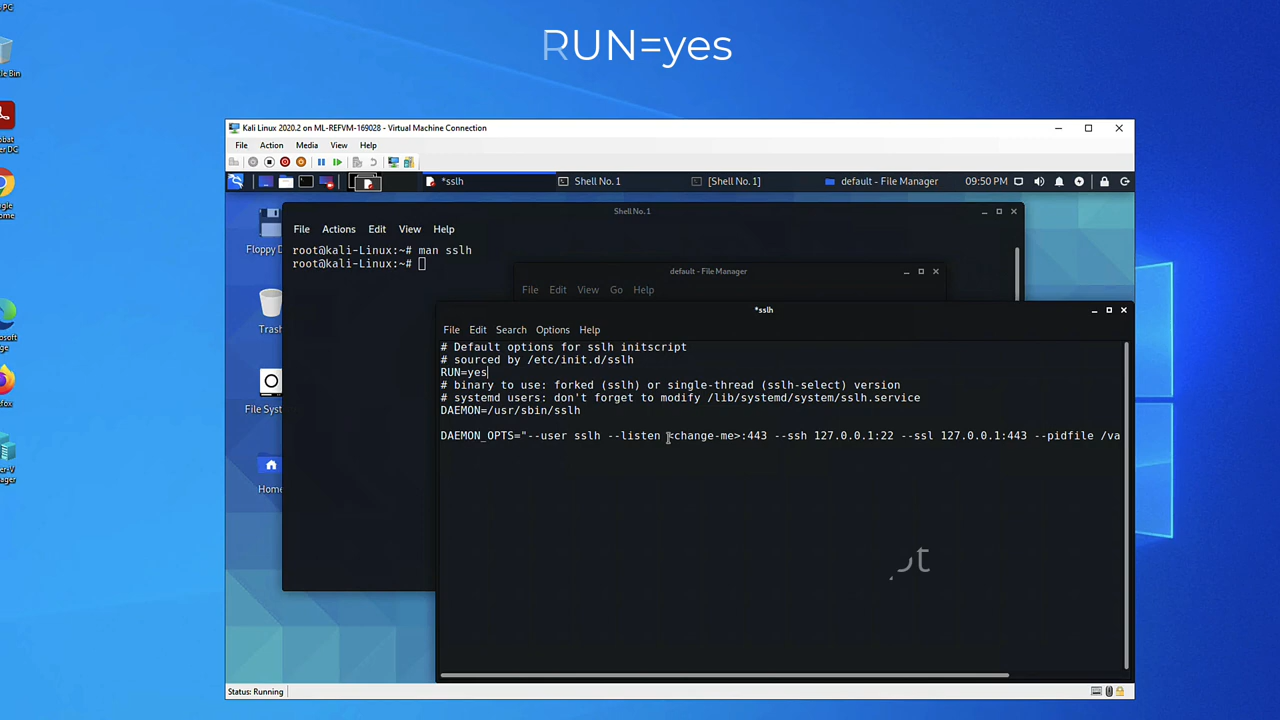 RUN=yes
PC
Kali Linux 2020.2 on ML-REFVM-169028 - Virtual Machine Connection
File Action Media View Help
*sslh
Shell No. 1
[Shell No. 1]
default - File Manager
09:50 PM
Shell No. 1
File Actions Edit View Help
root@kali-Linux:~# man sslh
root@kali-Linux:~#
Floppy D
Trash
File Sys
Home
default - File Manager
File Edit View Go Help
*sslh
File Edit Search Options Help
# Default options for sslh initscript
# sourced by /etc/init.d/sslh
RUN=yes
# binary to use: forked (sslh) or single-thread (sslh-select) version
# systemd users: don't forget to modify /lib/systemd/system/sslh.service
DAEMON=/usr/sbin/sslh
DAEMON_OPTS="--user sslh --listen <change-me>:443 --ssh 127.0.0.1:22 --ssl 127.0.0.1:443 --pidfile /va
Status: Running